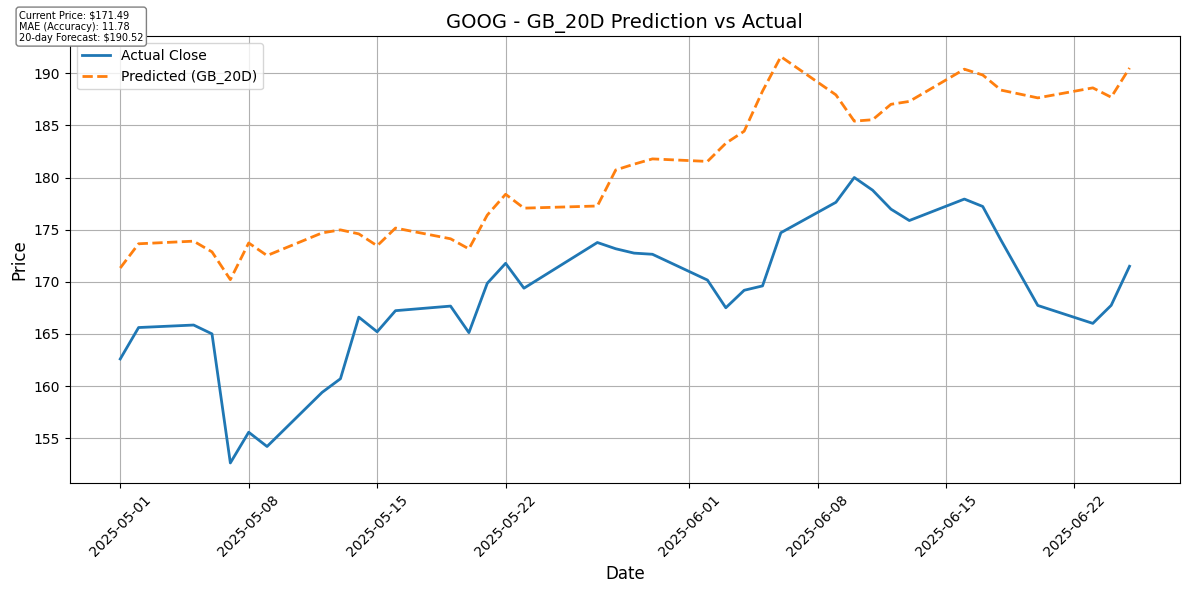 Current Price: $171.49
MAE (Accuracy): 11.78
20-day Forecast: $190.52
GOOG - GB_20D Prediction vs Actual
Actual Close
Predicted (GB_20D)
Price
190
185
180
175
170
165
160
155
2025-05-01
2025-05-08
2025-05-15
2025-05-22
2025-06-01
2025-06-08
2025-06-15
2025-06-22
Date